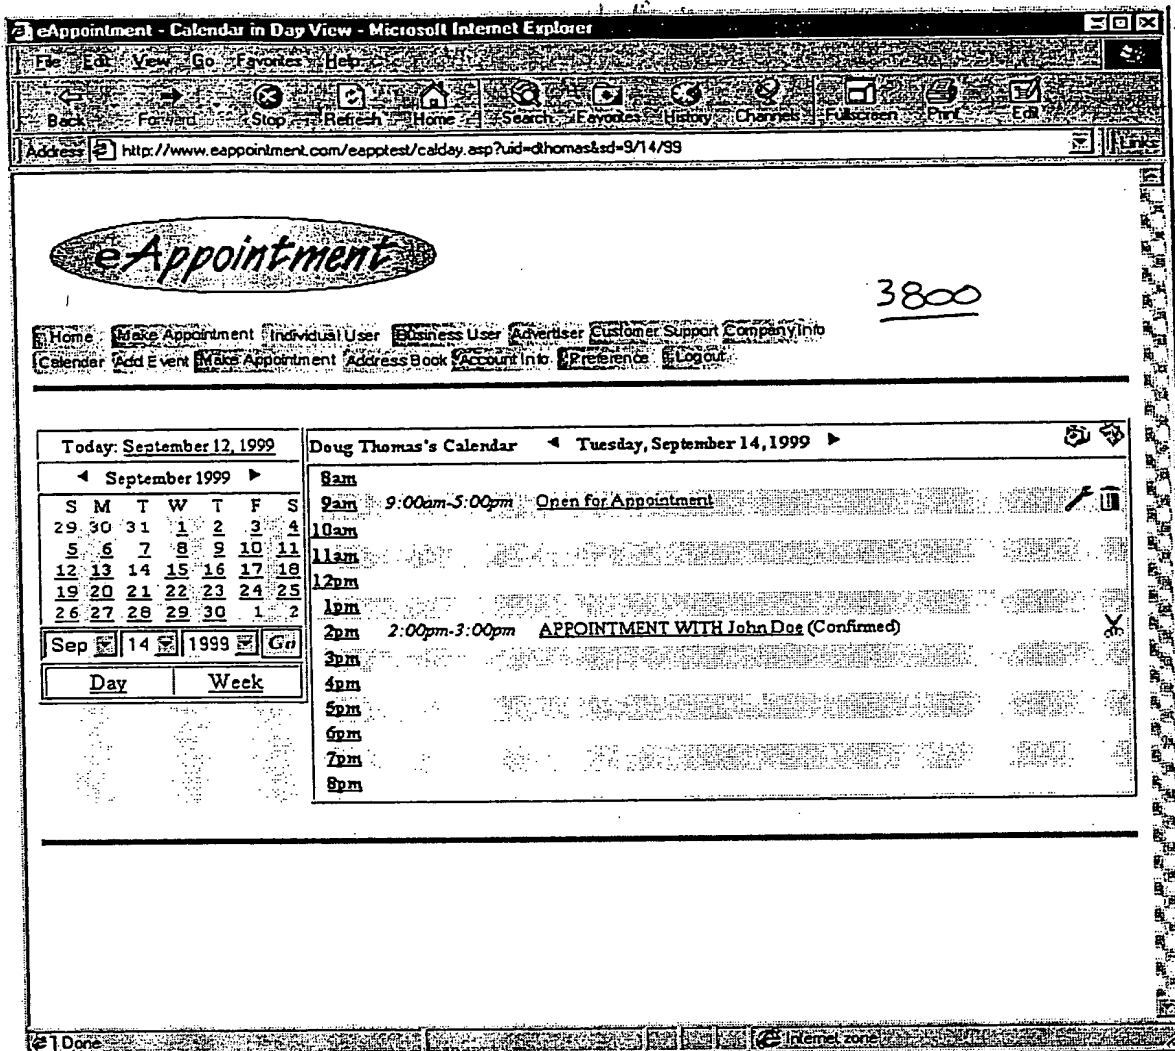 eAppointment - Calendar in Day View - Microsoft Internet Explorer
File Edit View Go Favorites Help
Back Forward Stop Refresh Home Search Favorites History Channels Fullscreen Print Edit
Address http://www.eappointment.com/eapptest/calday.asp?uid=dthomas&sd=9/14/99 Links
e-Appointment
3800
Home Make Appointment Individual User Business User Advertiser Customer Support Company Info
Calendar Add Event Make Appointment Address Book Account Info Preference Logout
Today: September 12, 1999
◄ September 1999 ►
S M T W T F S
29 30 31 1 2 3 4
5 6 7 8 9 10 11
12 13 14 15 16 17 18
19 20 21 22 23 24 25
26 27 28 29 30 1 2
Sep 14 1999 Go
Day Week
Doug Thomas's Calendar ◄ Tuesday, September 14, 1999 ►
8am
9am 9:00am-5:00pm Open for Appointment
10am
11am
12pm
1pm
2pm 2:00pm-3:00pm APPOINTMENT WITH John Doe (Confirmed)
3pm
4pm
5pm
6pm
7pm
8pm
Done Internet zone